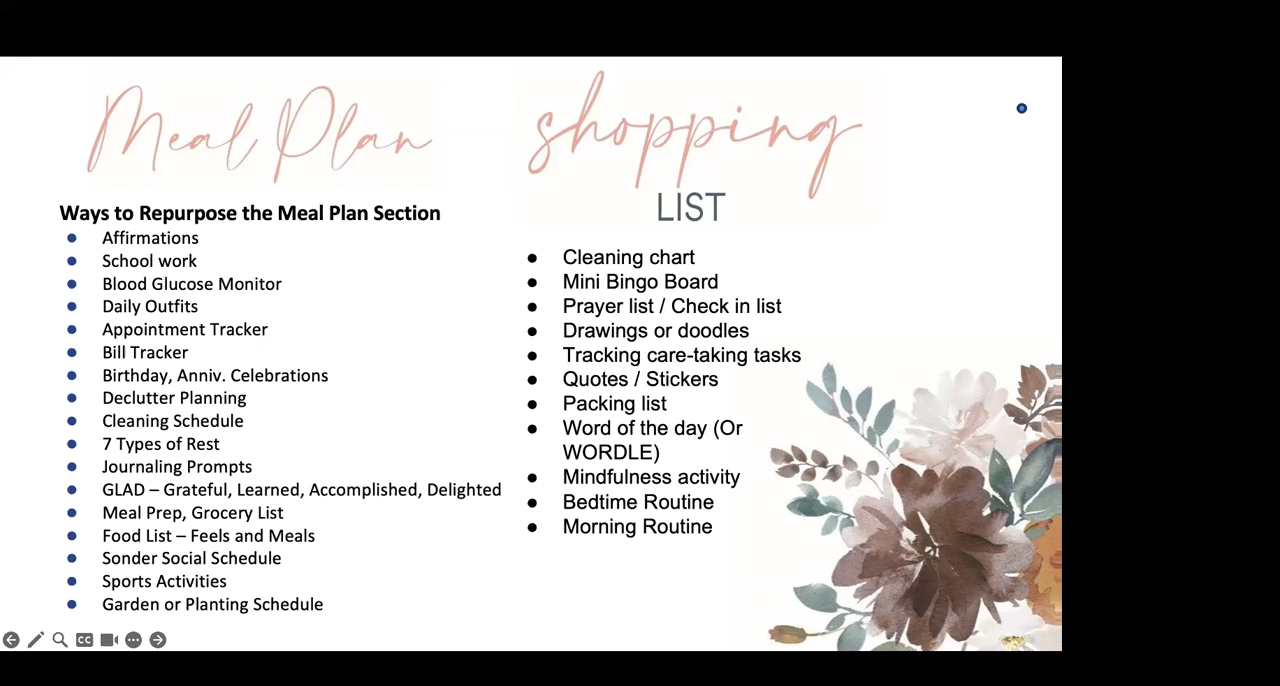 Meal Plan
Ways to Repurpose the Meal Plan Section
● Affirmations
● School work
● Blood Glucose Monitor
● Daily Outfits
● Appointment Tracker
● Bill Tracker
● Birthday, Anniv. Celebrations
● Declutter Planning
● Cleaning Schedule
● 7 Types of Rest
● Journaling Prompts
● GLAD – Grateful, Learned, Accomplished, Delighted
● Meal Prep, Grocery List
● Food List – Feels and Meals
● Sonder Social Schedule
● Sports Activities
● Garden or Planting Schedule
shopping
LIST
● Cleaning chart
● Mini Bingo Board
● Prayer list / Check in list
● Drawings or doodles
● Tracking care-taking tasks
● Quotes / Stickers
● Packing list
● Word of the day (Or
WORDLE)
● Mindfulness activity
● Bedtime Routine
● Morning Routine
CC